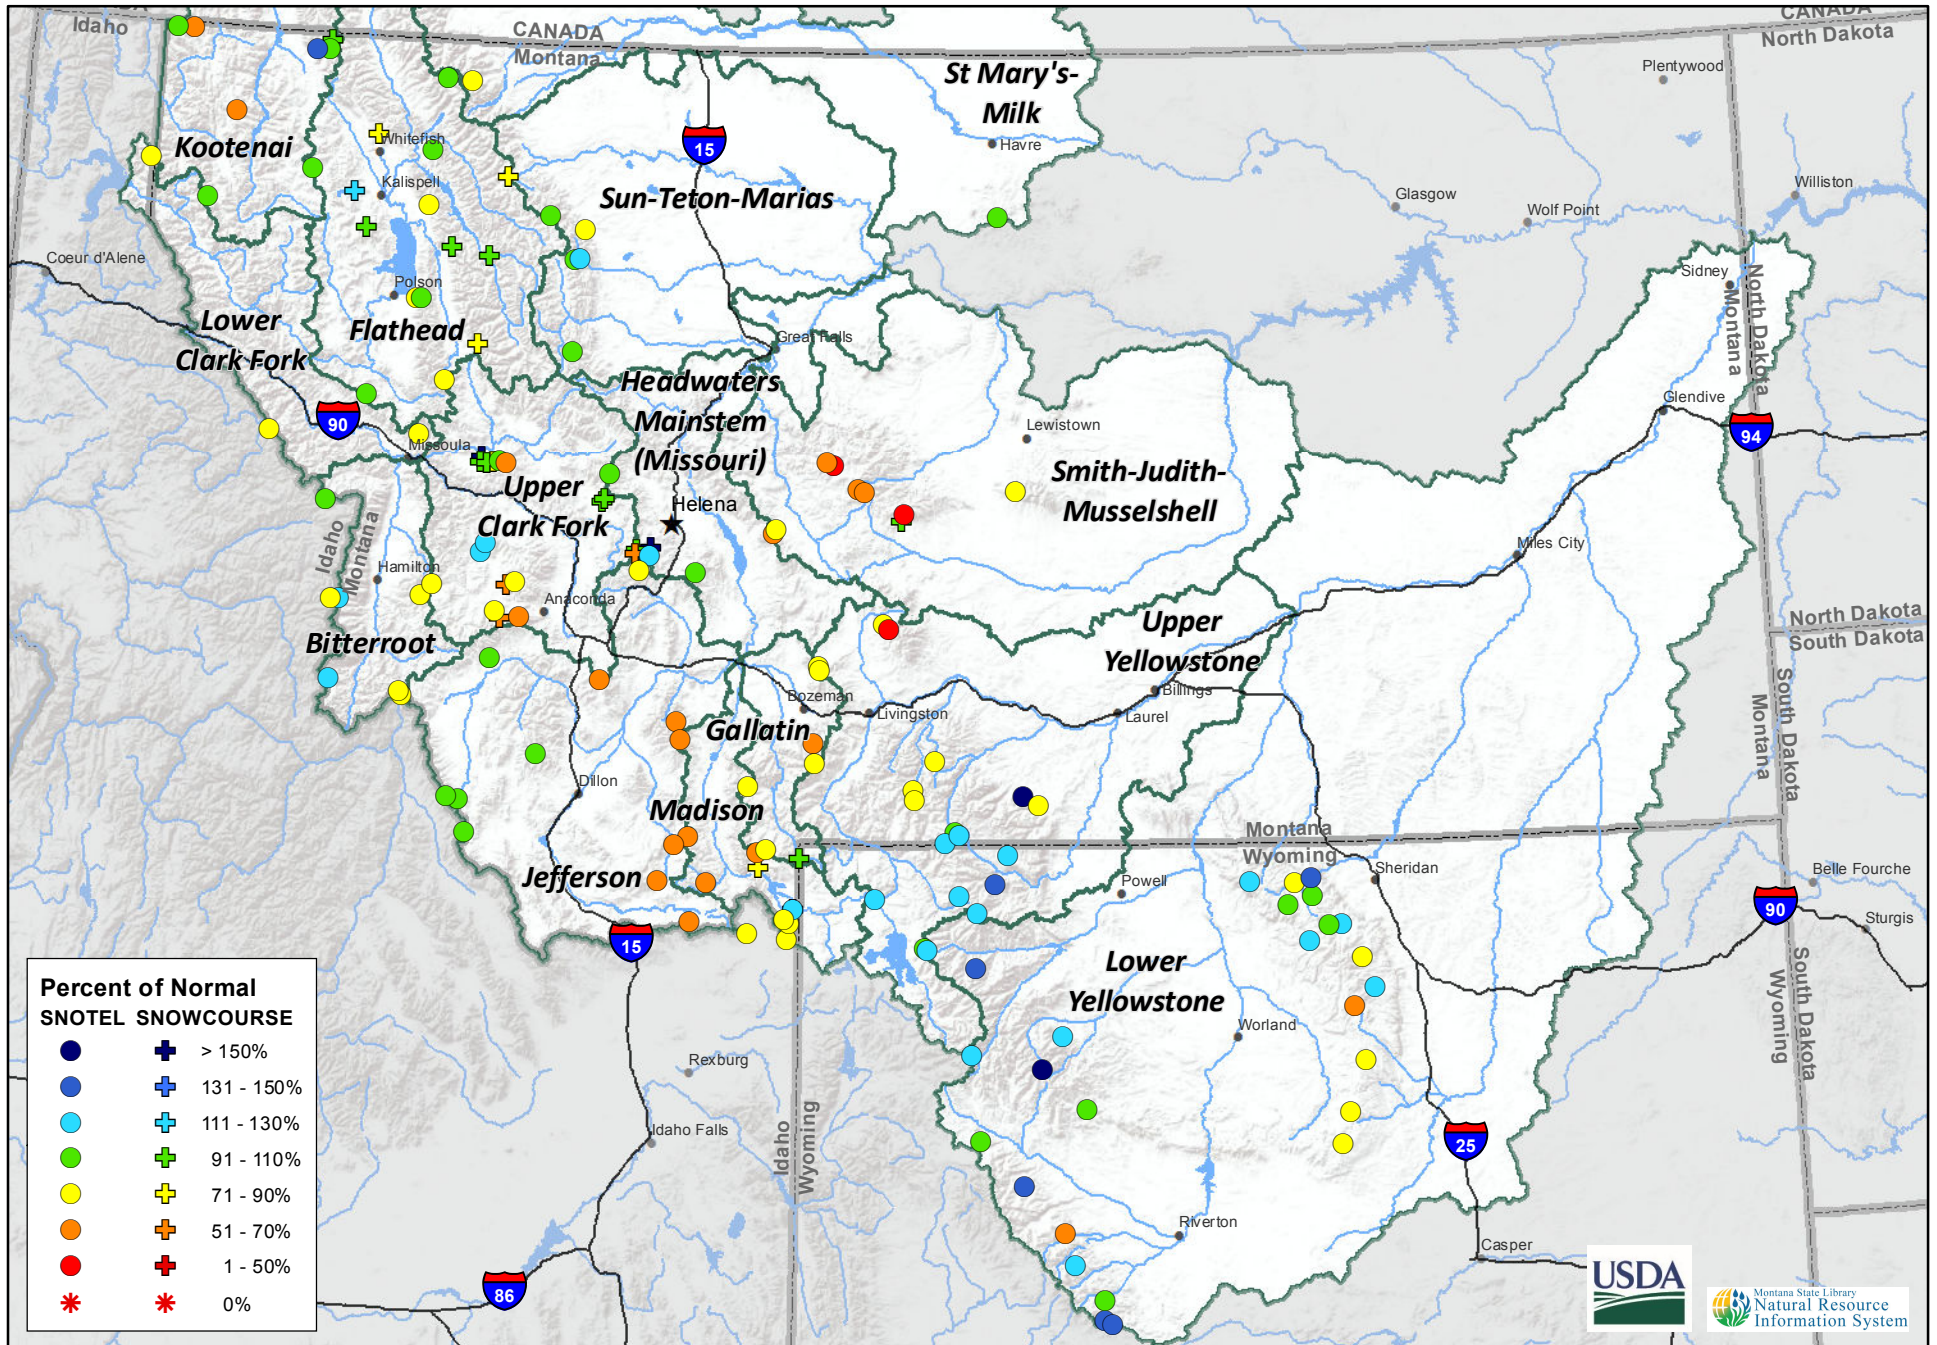 Idaho
CANADA
Montana
CANADA
North Dakota
St Mary's-
Milk
Plentywood
Kootenai
Whitefish
15
Havre
Kalispell
Sun-Teton-Marias
Glasgow
Wolf Point
Williston
Cœur d'Alene
Polson
Sidney
North Dakota
Montana
Lower
Clark Fork
Flathead
Great Falls
Headwaters
Mainstem
(Missouri)
Glendive
90
Missoula
Lewistown
94
Smith-Judith-
Musselshell
Upper
Clark Fork
Helena
Idaho
Montana
Hamilton
Miles City
Anaconda
Bitterroot
Upper
Yellowstone
North Dakota
South Dakota
Bozeman
Livingston
Billings
Laurel
Gallatin
South Dakota
Montana
Dillon
Madison
Montana
Wyoming
Sheridan
Jefferson
Powell
Belle Fourche
90
Sturgis
15
Lower
Yellowstone
South Dakota
Wyoming
Worland
Rexburg
Idaho
Wyoming
Idaho Falls
25
Riverton
Casper
86
Percent of Normal
SNOTEL SNOWCOURSE
> 150%
131 - 150%
111 - 130%
91 - 110%
71 - 90%
51 - 70%
1 - 50%
0%
USDA
Montana State Library
Natural Resource
Information System